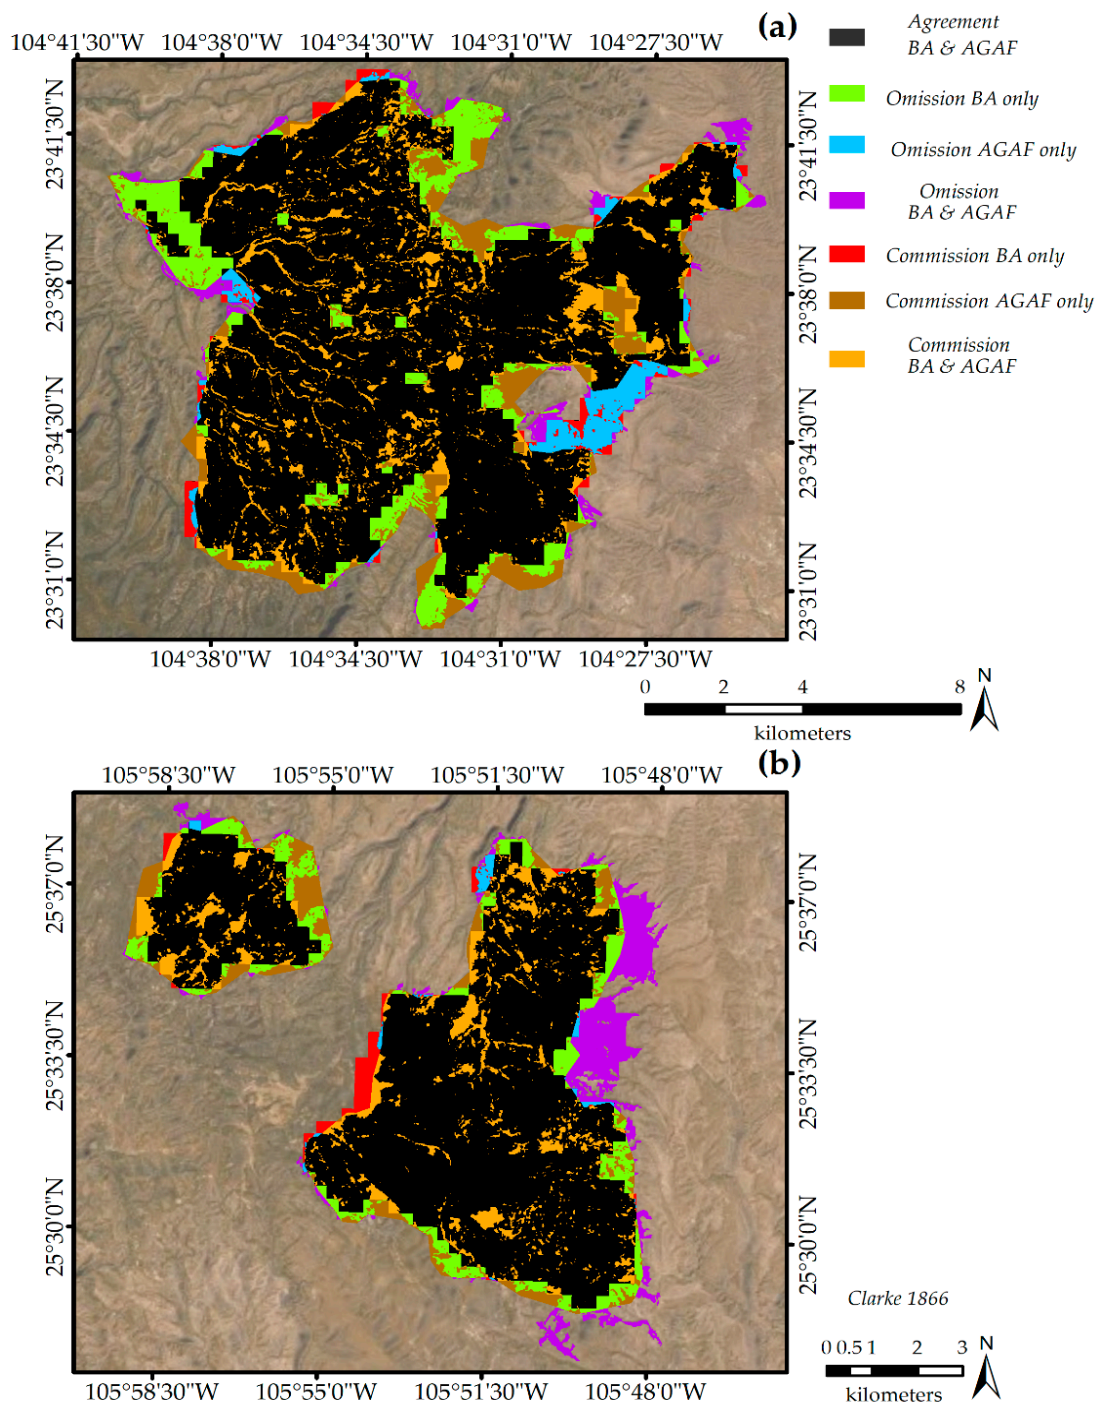 (a)
104°41'30"W 104°38'0"W 104°34'30"W 104°31'0"W 104°27'30"W
23°41'30"N
23°38'0"N
23°34'30"N
23°31'0"N
23°41'30"N
23°38'0"N
23°34'30"N
23°31'0"N
104°38'0"W 104°34'30"W 104°31'0"W 104°27'30"W
Agreement
BA & AGAF
Omission BA only
Omission AGAF only
Omission
BA & AGAF
Commission BA only
Commission AGAF only
Commission
BA & AGAF
N
0 2 4 8
kilometers
(b)
105°58'30"W 105°55'0"W 105°51'30"W 105°48'0"W
25°37'0"N
25°33'30"N
25°30'0"N
25°37'0"N
25°33'30"N
25°30'0"N
105°58'30"W 105°55'0"W 105°51'30"W 105°48'0"W
Clarke 1866
N
0 0.5 1 2 3
kilometers